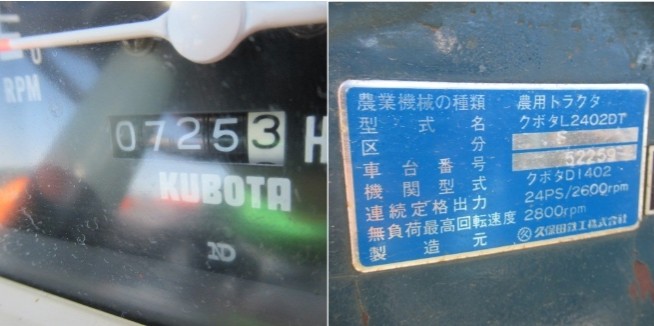 0
RPM
07253 H
KUBOTA
ND
農業機械の種類 農用トラクタ
型式名 クボタL2402DT
区分 S
車台番号 52239
機関型式 クボタD1402
連続定格出力 24PS/2600rpm
無負荷最高回転速度 2800rpm
製造元 久保田鉄工株式会社